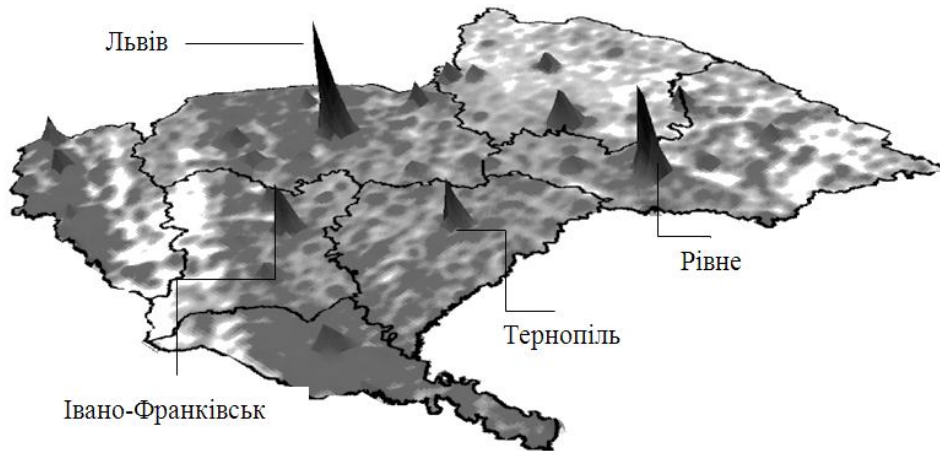 Львів
Рівне
Тернопіль
Івано-Франківськ